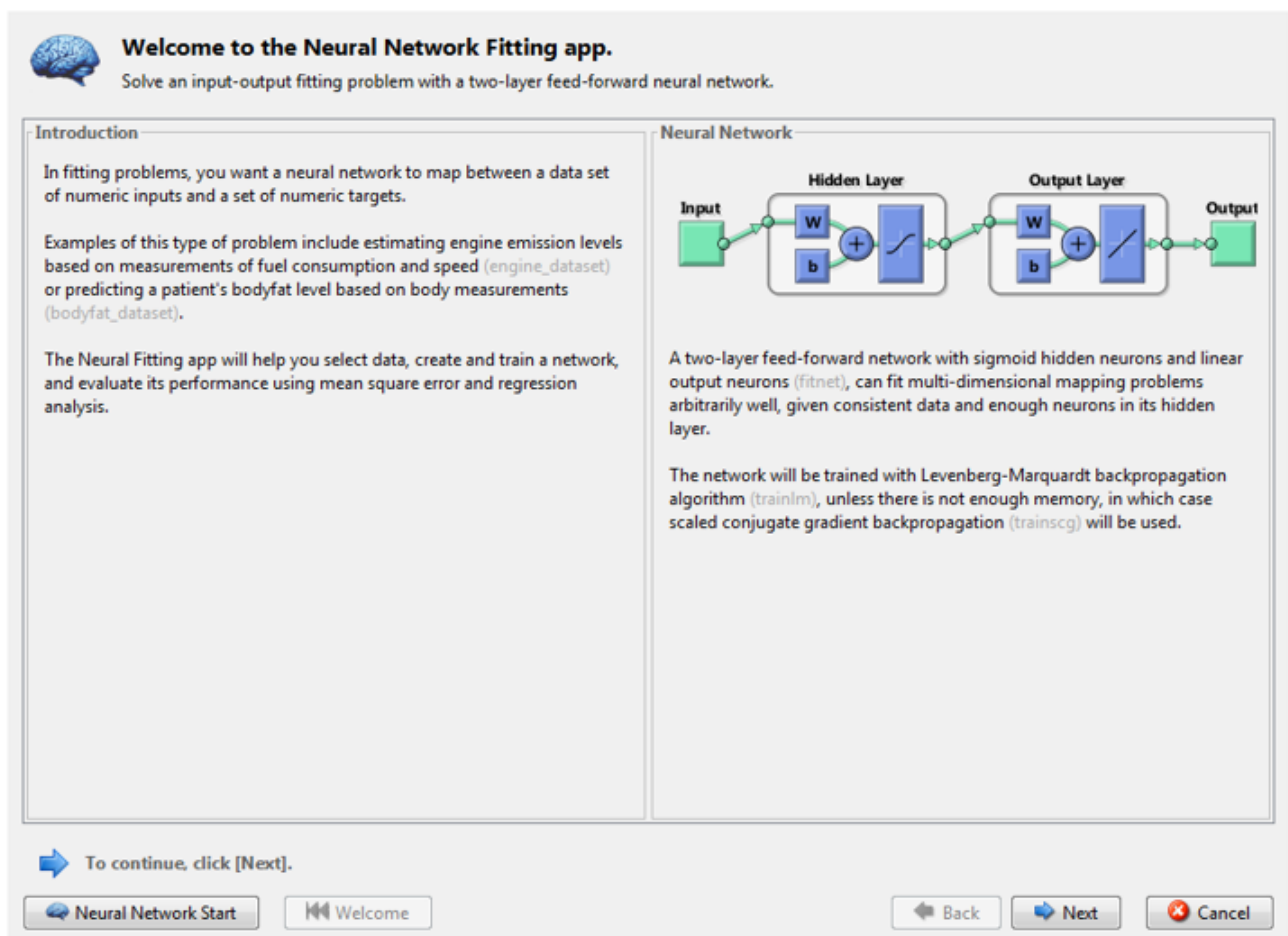 Welcome to the Neural Network Fitting app.
Solve an input-output fitting problem with a two-layer feed-forward neural network.
Introduction
In fitting problems, you want a neural network to map between a data set
of numeric inputs and a set of numeric targets.
Examples of this type of problem include estimating engine emission levels
based on measurements of fuel consumption and speed (engine_dataset)
or predicting a patient's bodyfat level based on body measurements
(bodyfat_dataset).
The Neural Fitting app will help you select data, create and train a network,
and evaluate its performance using mean square error and regression
analysis.
Neural Network
Hidden Layer
Output Layer
Input
Output
W
b
+
W
b
+
A two-layer feed-forward network with sigmoid hidden neurons and linear
output neurons (fitnet), can fit multi-dimensional mapping problems
arbitrarily well, given consistent data and enough neurons in its hidden
layer.
The network will be trained with Levenberg-Marquardt backpropagation
algorithm (trainlm), unless there is not enough memory, in which case
scaled conjugate gradient backpropagation (trainscg) will be used.
To continue, click [Next].
Neural Network Start
Welcome
Back
Next
Cancel